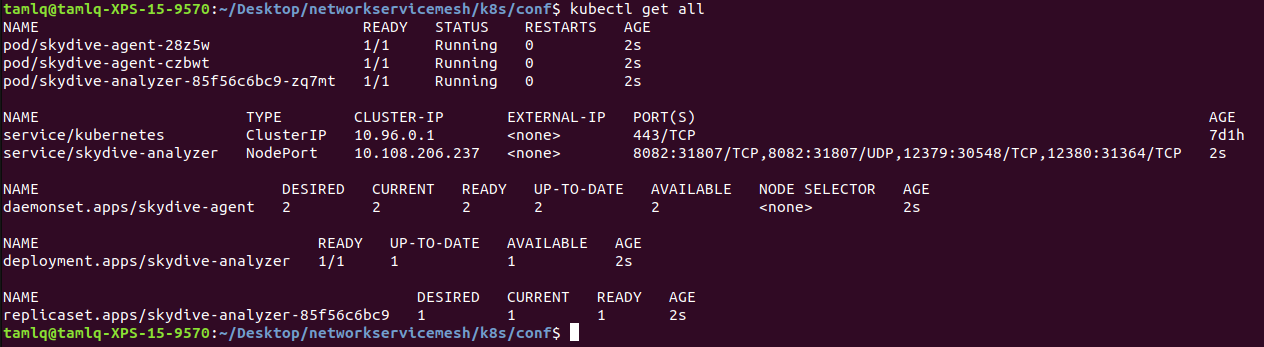 tamlq@tamlq-XPS-15-9570:~/Desktop/networkservicemesh/k8s/conf$ kubectl get all
NAME                                    READY   STATUS    RESTARTS   AGE
pod/skydive-agent-28z5w                 1/1     Running   0          2s
pod/skydive-agent-czbwt                 1/1     Running   0          2s
pod/skydive-analyzer-85f56c6bc9-zq7mt   1/1     Running   0          2s

NAME                       TYPE        CLUSTER-IP       EXTERNAL-IP   PORT(S)                                                         AGE
service/kubernetes         ClusterIP   10.96.0.1        <none>        443/TCP                                                         7d1h
service/skydive-analyzer   NodePort    10.108.206.237   <none>        8082:31807/TCP,8082:31807/UDP,12379:30548/TCP,12380:31364/TCP   2s

NAME                           DESIRED   CURRENT   READY   UP-TO-DATE   AVAILABLE   NODE SELECTOR   AGE
daemonset.apps/skydive-agent   2         2         2       2            2           <none>          2s

NAME                               READY   UP-TO-DATE   AVAILABLE   AGE
deployment.apps/skydive-analyzer   1/1     1            1           2s

NAME                                          DESIRED   CURRENT   READY   AGE
replicaset.apps/skydive-analyzer-85f56c6bc9   1         1         1       2s
tamlq@tamlq-XPS-15-9570:~/Desktop/networkservicemesh/k8s/conf$